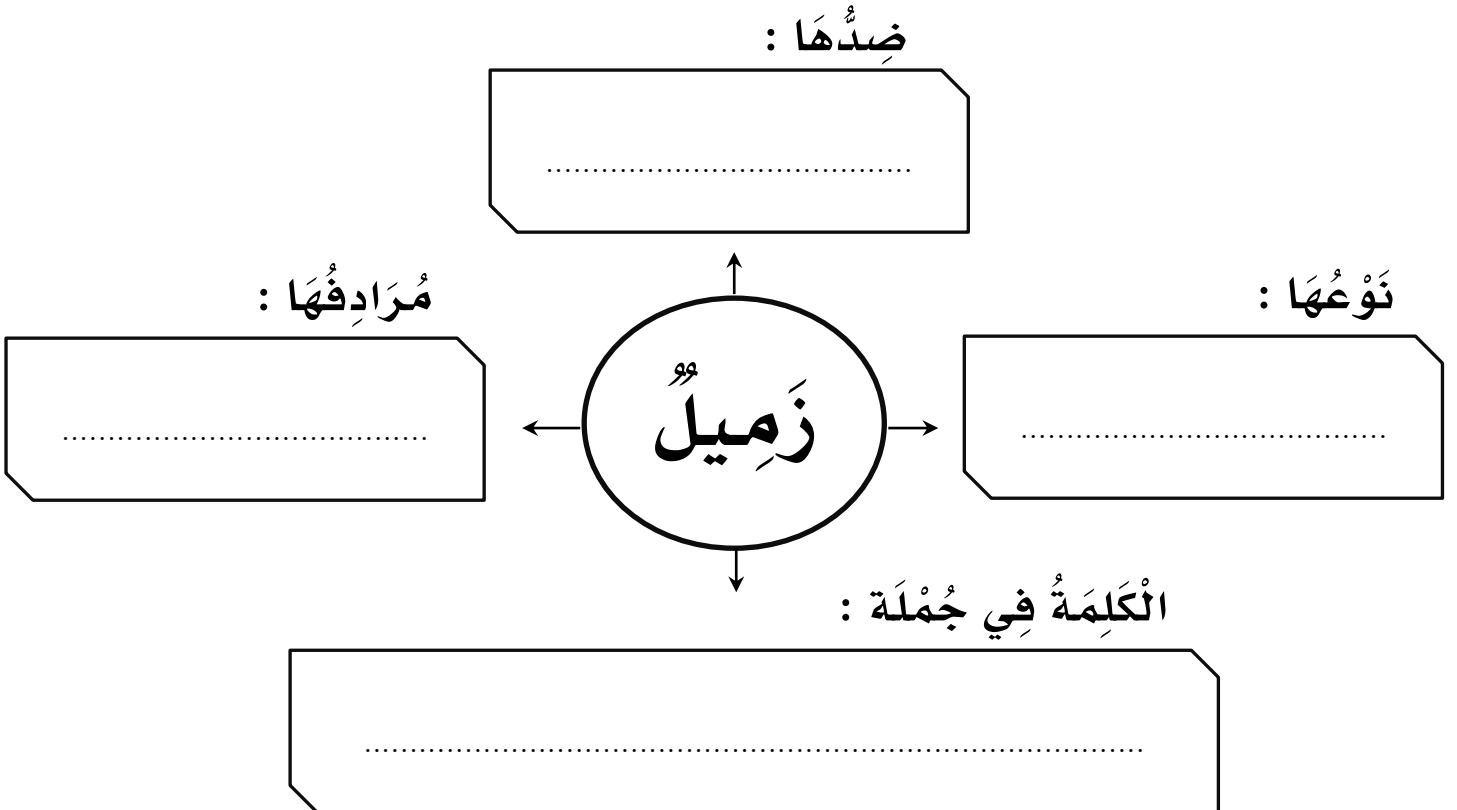 ضِدُّهَا :
نَوْعُهَا :
مُرَادِفُهَا :
زَمِيلٌ
الْكَلِمَةُ فِي جُمْلَة :